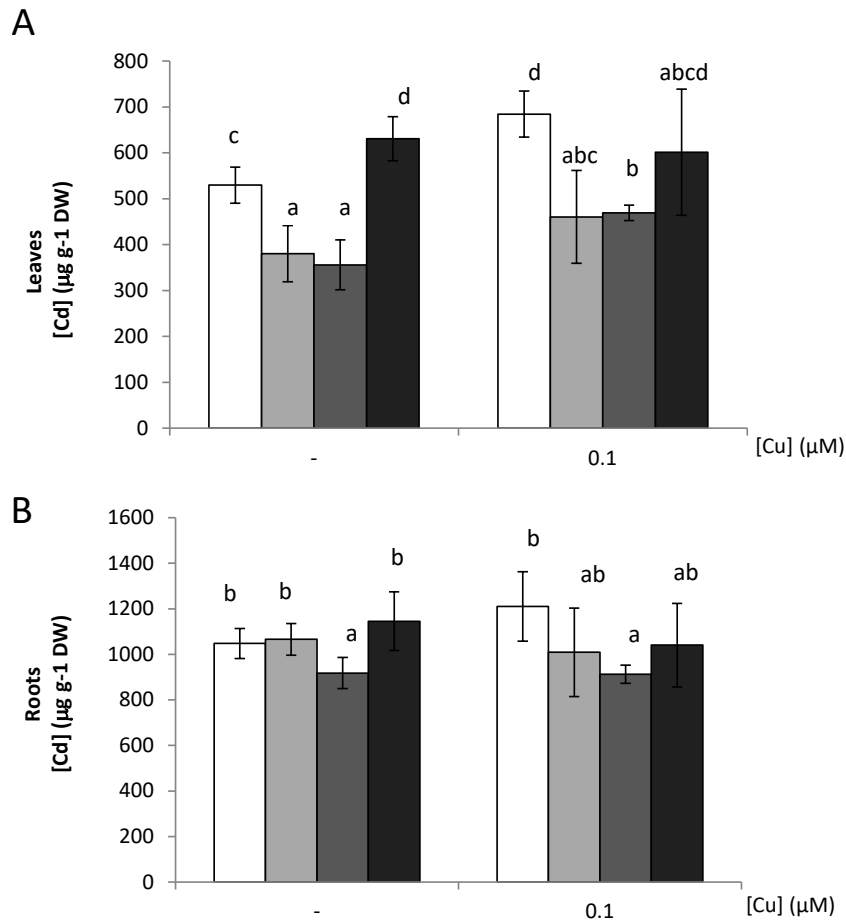 A
800
700
600
500
400
300
200
100
0
Leaves
[Cd] (µg g-1 DW)
c
a
a
d
d
abc
b
abcd
-
0.1
[Cu] (µM)
B
1600
1400
1200
1000
800
600
400
200
0
Roots
[Cd] (µg g-1 DW)
b
b
a
b
b
ab
a
ab
-
0.1
[Cu] (µM)